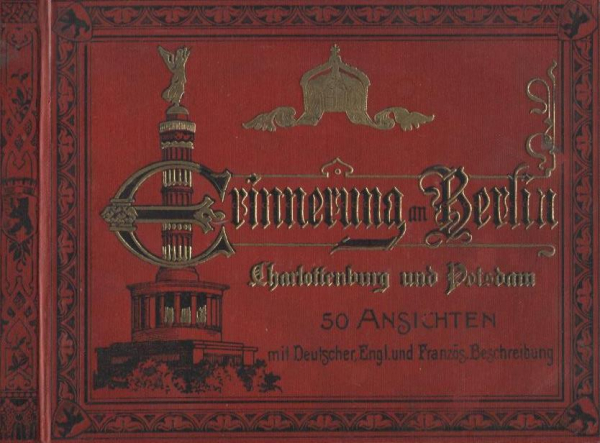 Erinnerung an Berlin
Charlottenburg und Potsdam
50 ANSICHTEN
mit Deutscher, Engl. und Französ. Beschreibung